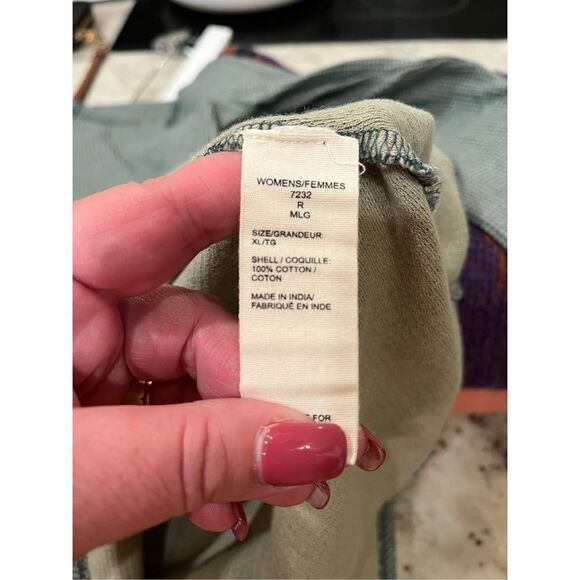 WOMENS/FEMMES
7232
R
MLG
SIZE/GRANDEUR:
XL/TG
SHELL / COQUILLE:
100% COTTON /
COTON
MADE IN INDIA/
FABRIQUÉ EN INDE
FOR